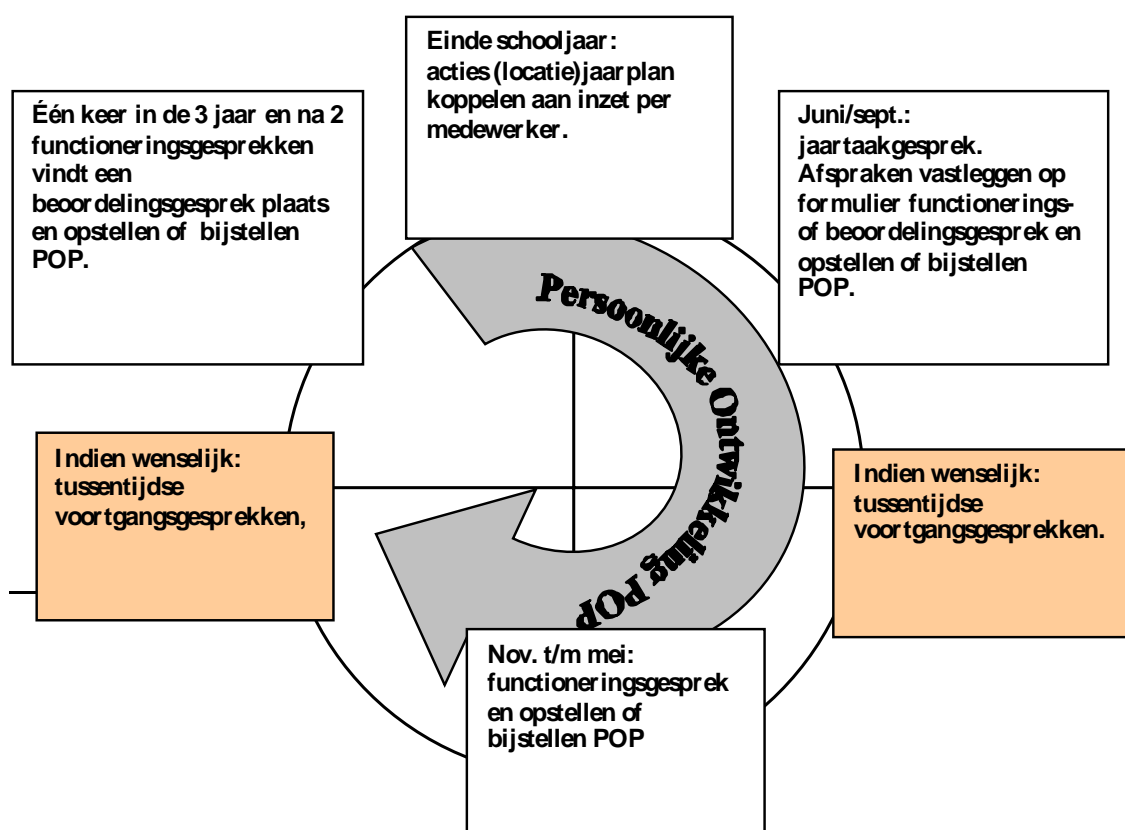 Einde schooljaar:
acties (locatie)jaarplan
koppelen aan inzet per
medewerker.
Één keer in de 3 jaar en na 2
functioneringsgesprekken
vindt een
beoordelingsgesprek plaats
en opstellen of bijstellen
POP.
Juni/sept.:
jaartaakgesprek.
Afspraken vastleggen op
formulier functionerings-
of beoordelingsgesprek en
opstellen of bijstellen
POP.
Persoonlijke Ontwikkeling POP
Indien wenselijk:
tussentijdse
voortgangsgesprekken,
Indien wenselijk:
tussentijdse
voortgangsgesprekken.
Nov. t/m mei:
functioneringsgesprek
en opstellen of
bijstellen POP